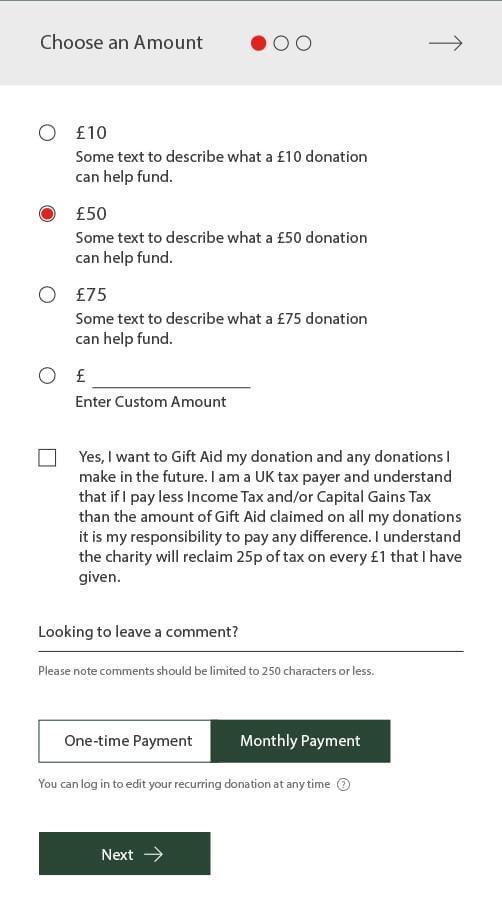 Choose an Amount
£10
Some text to describe what a £10 donation
can help fund.
£50
Some text to describe what a £50 donation
can help fund.
£75
Some text to describe what a £75 donation
can help fund.
£
Enter Custom Amount
Yes, I want to Gift Aid my donation and any donations I
make in the future. I am a UK tax payer and understand
that if I pay less Income Tax and/or Capital Gains Tax
than the amount of Gift Aid claimed on all my donations
it is my responsibility to pay any difference. I understand
the charity will reclaim 25p of tax on every £1 that I have
given.
Looking to leave a comment?
Please note comments should be limited to 250 characters or less.
One-time Payment Monthly Payment
You can log in to edit your recurring donation at any time ?
Next